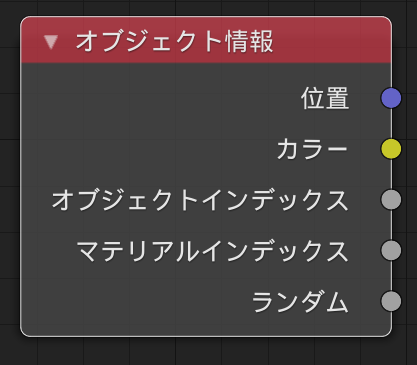 オブジェクト情報
位置
カラー
オブジェクトインデックス
マテリアルインデックス
ランダム